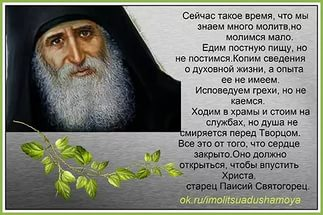 Сейчас такое время, что мы
знаем много молитв,но
молимся мало.
Едим постную пищу, но
не постимся.Копим сведения
о духовной жизни, а опыта
ее не имеем.
Исповедуем грехи, но не
каемся.
Ходим в храмы и стоим на
службах, но душа не
смиряется перед Творцом.
Все это от того, что сердце
закрыто.Оно должно
открыться, чтобы впустить
Христа.
старец Паисий Святогорец.
ok.ru/imolitsuadushamoya